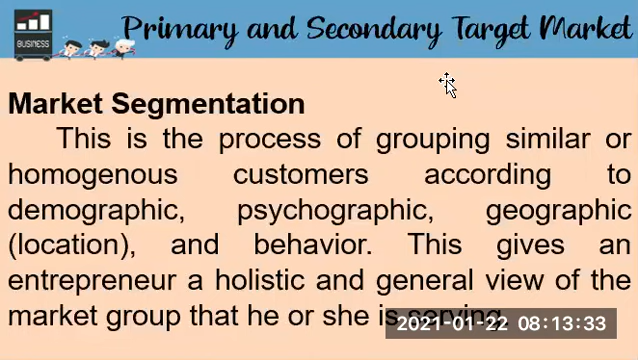 BUSINESS
Primary and Secondary Target Market
Market Segmentation
This is the process of grouping similar or
homogenous customers according to
demographic, psychographic, geographic
(location), and behavior. This gives an
entrepreneur a holistic and general view of the
market group that he or she is serving.
2021-01-22 08:13:33